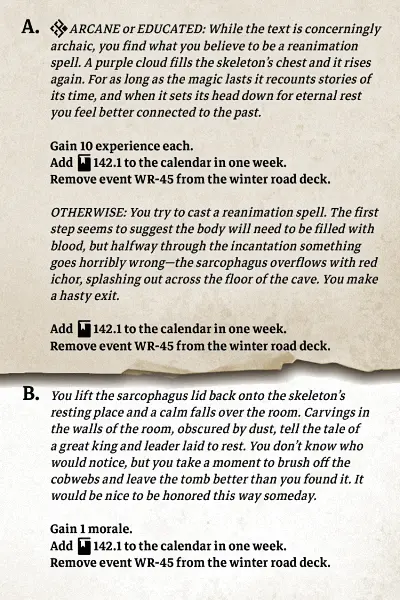 A. ARCANE or EDUCATED: While the text is concerningly
archaic, you find what you believe to be a reanimation
spell. A purple cloud fills the skeleton's chest and it rises
again. For as long as the magic lasts it recounts stories of
its time, and when it sets its head down for eternal rest
you feel better connected to the past.
Gain 10 experience each.
Add 142.1 to the calendar in one week.
Remove event WR-45 from the winter road deck.
OTHERWISE: You try to cast a reanimation spell. The first
step seems to suggest the body will need to be filled with
blood, but halfway through the incantation something
goes horribly wrong—the sarcophagus overflows with red
ichor, splashing out across the floor of the cave. You make
a hasty exit.
Add 142.1 to the calendar in one week.
Remove event WR-45 from the winter road deck.
B. You lift the sarcophagus lid back onto the skeleton's
resting place and a calm falls over the room. Carvings in
the walls of the room, obscured by dust, tell the tale of
a great king and leader laid to rest. You don't know who
would notice, but you take a moment to brush off the
cobwebs and leave the tomb better than you found it. It
would be nice to be honored this way someday.
Gain 1 morale.
Add 142.1 to the calendar in one week.
Remove event WR-45 from the winter road deck.